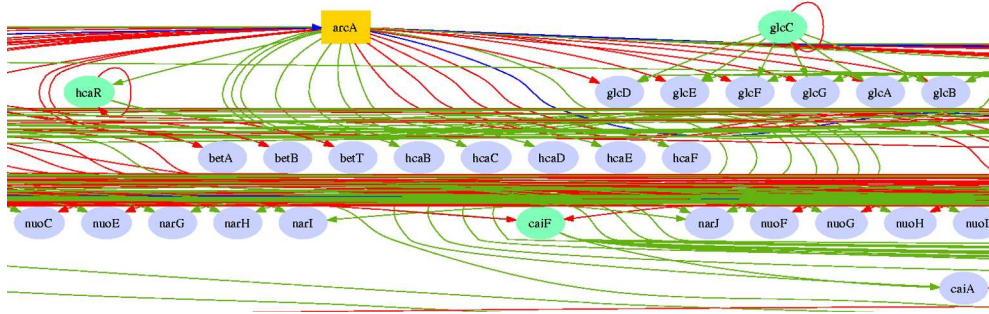 arcA glcC
hcaR glcD glcE glcF glcG glcA glcB
betA betB betT hcaB hcaC hcaD hcaE hcaF
nuoC nuoE narG narH narI caiF narJ nuoF nuoG nuoH
caiA